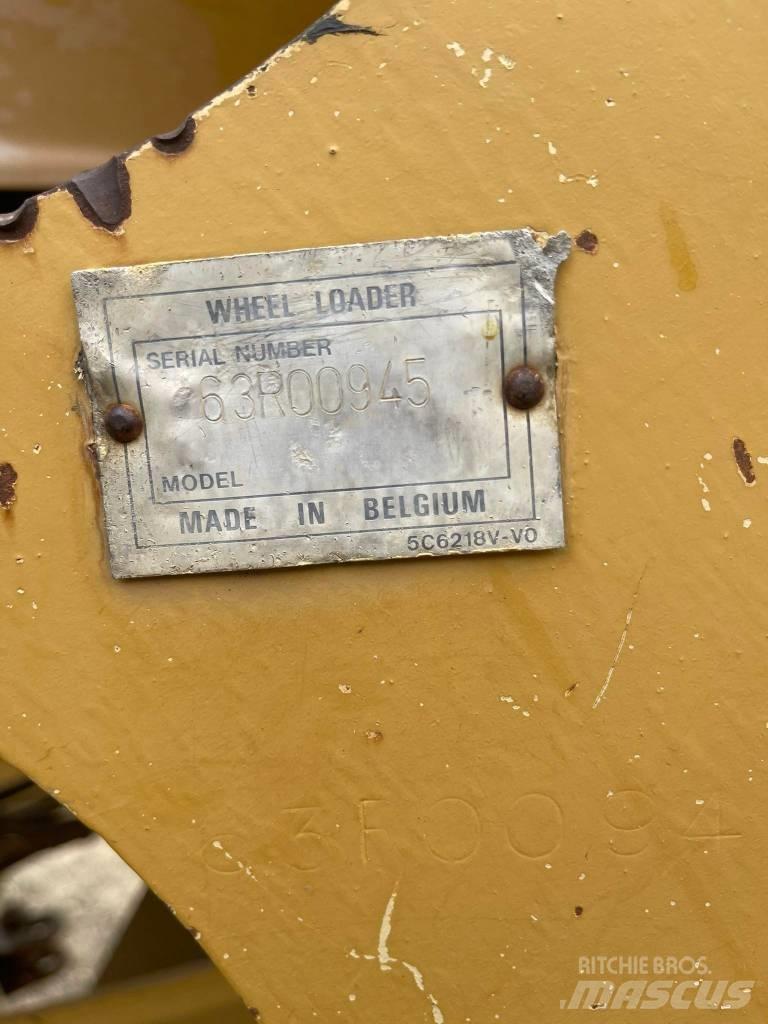 WHEEL LOADER
SERIAL NUMBER
63R00945
MODEL
MADE IN BELGIUM
5C6218V-V0
63F0094
RITCHIE BROS.
MASCUS